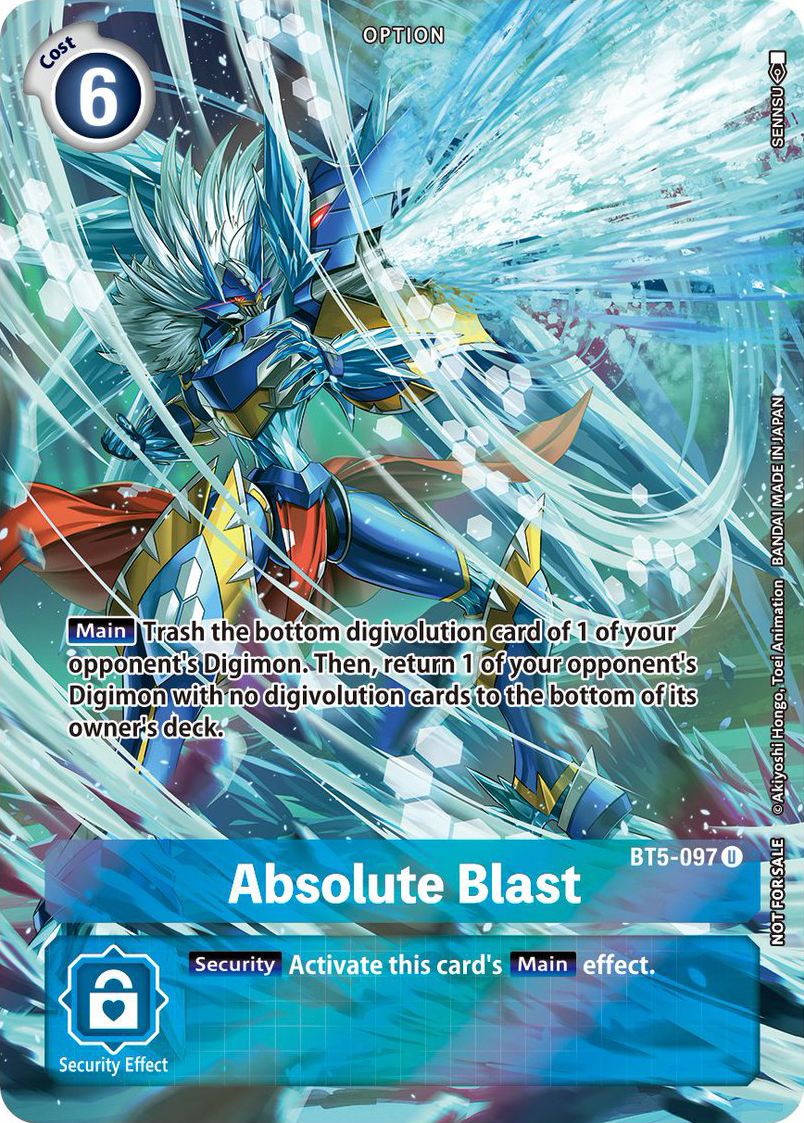 OPTION
Cost
6
SENNSU
BANDAI MADE IN JAPAN
©Akiyoshi Hongo, Toei Animation
NOT FOR SALE
Main Trash the bottom digivolution card of 1 of your
opponent's Digimon. Then, return 1 of your opponent's
Digimon with no digivolution cards to the bottom of its
owner's deck.
BT5-097 U
Absolute Blast
Security Activate this card's Main effect.
Security Effect